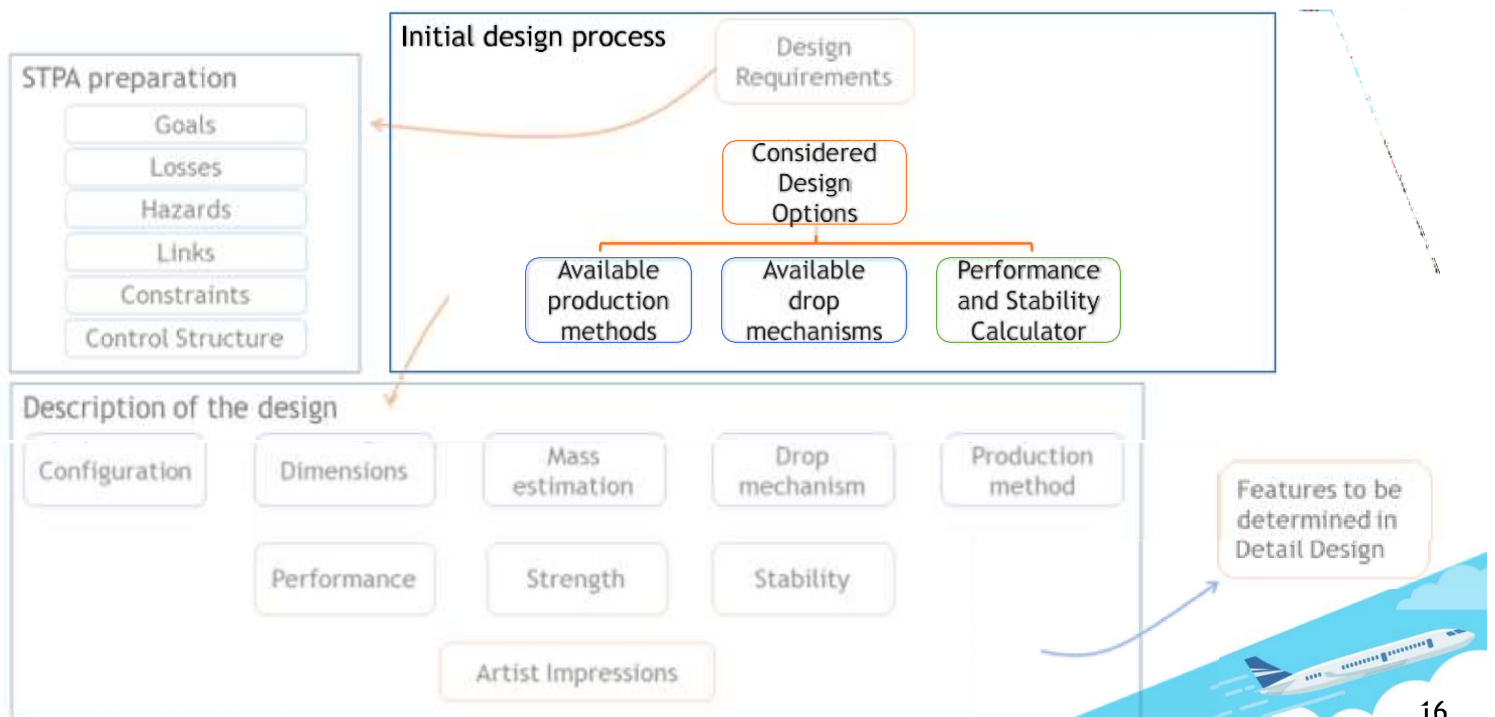 Initial design process
Design
Requirements
STPA preparation
Goals
Losses
Hazards
Links
Constraints
Control Structure
Considered
Design
Options
Available
production
methods
Available
drop
mechanisms
Performance
and Stability
Calculator
Description of the design
Configuration
Dimensions
Mass
estimation
Drop
mechanism
Production
method
Performance
Strength
Stability
Artist Impressions
Features to be
determined in
Detail Design
16